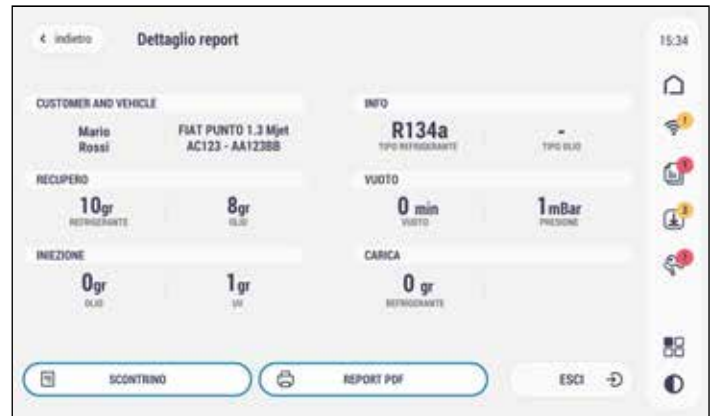 indietro
Dettaglio report
15:34
CUSTOMER AND VEHICLE
Mario
Rossi
FIAT PUNTO 1.3 Mjet
AC123 - AA123BB
INFO
R134a
TIPO REFRIGERANTE
-
TIPO OLIO
RECUPERO
10gr
REFRIGERANTE
8gr
OLIO
VUOTO
0 min
VUOTO
1mBar
PRESSIONE
INIEZIONE
0gr
OLIO
1gr
UV
CARICA
0 gr
REFRIGERANTE
SCONTRINO
REPORT PDF
ESCI